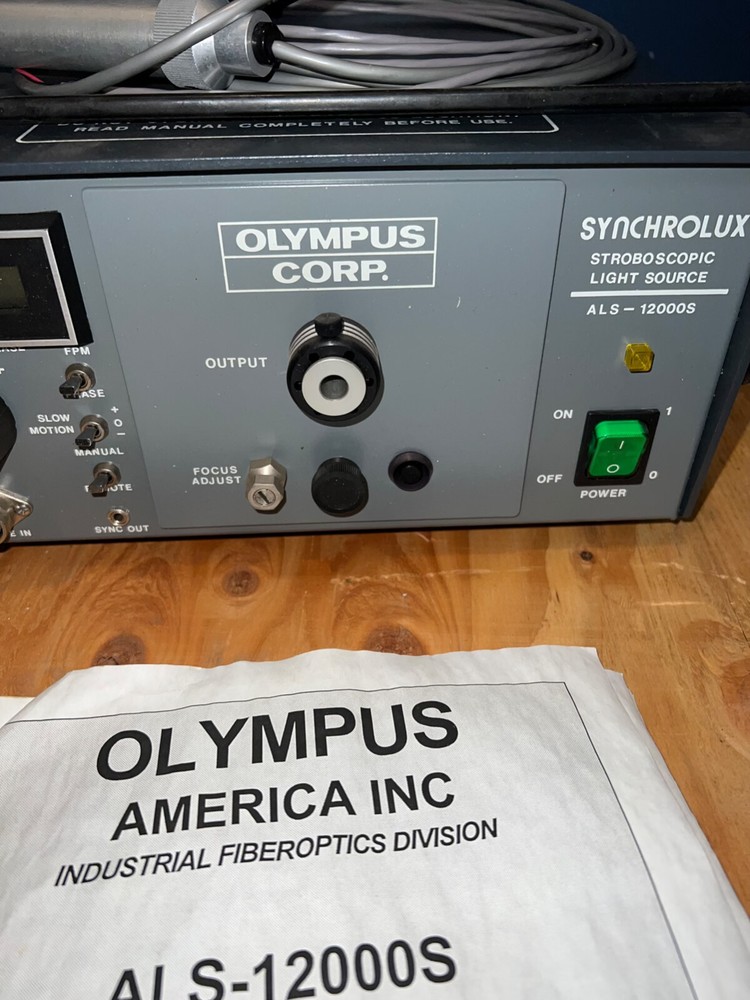 READ MANUAL COMPLETELY BEFORE USE.
OLYMPUS
CORP.
SYNCHROLUX
STROBOSCOPIC
LIGHT SOURCE
ALS-12000S
OUTPUT
FPM
SLOW
MOTION
+
O
-
MANUAL
SYNC OUT
FOCUS
ADJUST
ON
1
I
O
OFF
0
POWER
IN
OLYMPUS
AMERICA INC
INDUSTRIAL FIBEROPTICS DIVISION
ALS-12000S